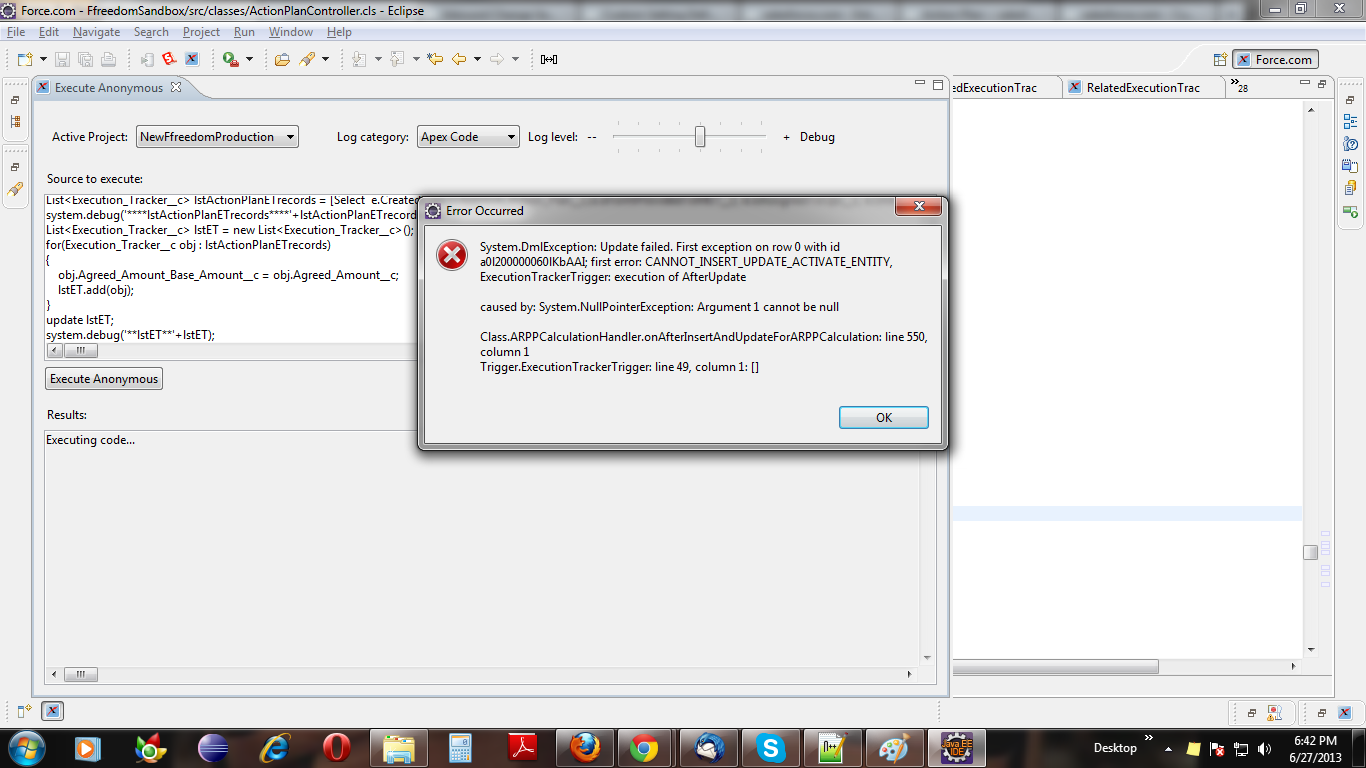 Force.com - FfreedomSandbox/src/classes/ActionPlanController.cls - Eclipse
File Edit Navigate Search Project Run Window Help
Force.com
Execute Anonymous
edExecutionTrac
RelatedExecutionTrac
»28
Active Project: NewFfreedomProduction Log category: Apex Code Log level: -- + Debug
Source to execute:
List<Execution_Tracker__c> lstActionPlanETrecords = [Select e.Created
system.debug('****lstActionPlanETrecords****'+lstActionPlanETrecord
List<Execution_Tracker__c> lstET = new List<Execution_Tracker__c>();
for(Execution_Tracker__c obj : lstActionPlanETrecords)
{
obj.Agreed_Amount_Base_Amount__c = obj.Agreed_Amount__c;
lstET.add(obj);
}
update lstET;
system.debug('**lstET**'+lstET);
Execute Anonymous
Results:
Executing code...
Error Occurred
System.DmlException: Update failed. First exception on row 0 with id
a0I200000060IKbAAI; first error: CANNOT_INSERT_UPDATE_ACTIVATE_ENTITY,
ExecutionTrackerTrigger: execution of AfterUpdate
caused by: System.NullPointerException: Argument 1 cannot be null
Class.ARPPCalculationHandler.onAfterInsertAndUpdateForARPPCalculation: line 550,
column 1
Trigger.ExecutionTrackerTrigger: line 49, column 1: []
OK
Java EE
IDE
Desktop »
6:42 PM
6/27/2013